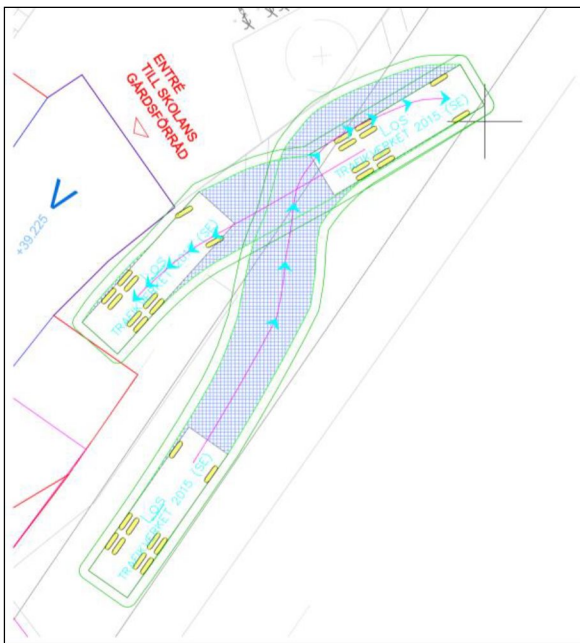 ENTRÉ
TILL SKOLANS
GÅRDSFÖRRÅD
+39.225
LOS
TRAFIKVERKET 2015 (SE)
LOS
TRAFIKVERKET 2015 (SE)
LOS
TRAFIKVERKET 2015 (SE)